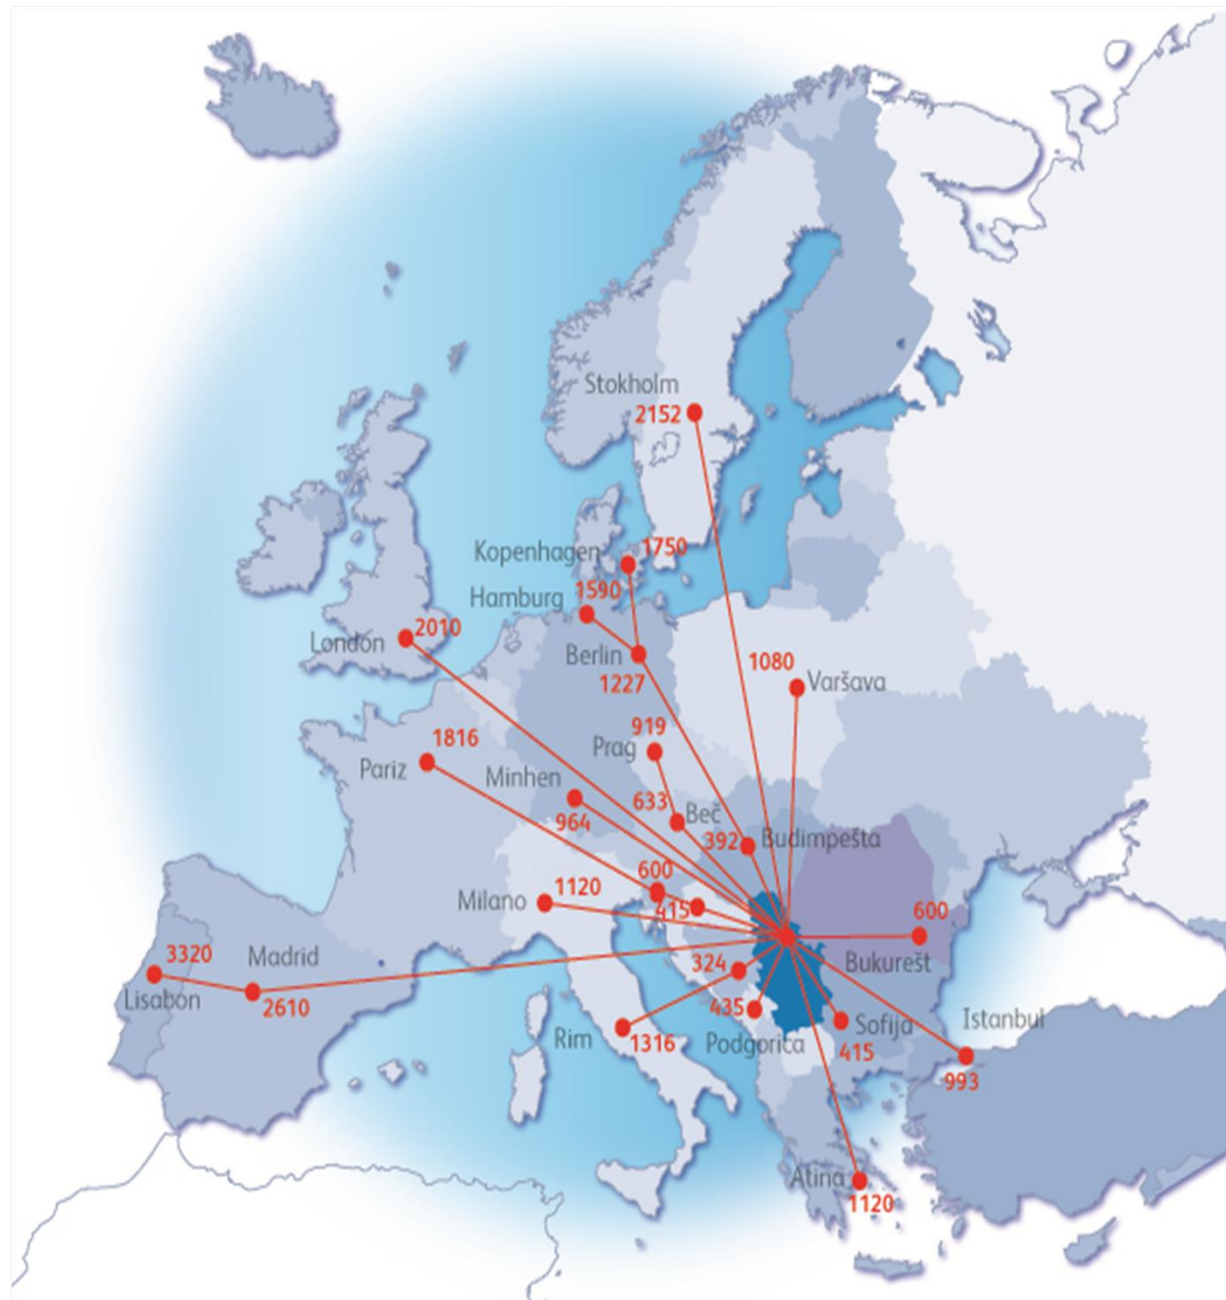 Stokholm
2152
Kopenhagen
1750
Hamburg
1590
London
2010
Berlin
1227
1080
Varšava
1816
Pariz
919
Prag
Minhen
964
633
Beč
392
Budimpešta
Milano
1120
600
415
600
Bukurešt
3320
Lisabon
Madrid
2610
324
435
Podgorica
Rim
1316
Sofija
415
Istanbul
993
Atina
1120